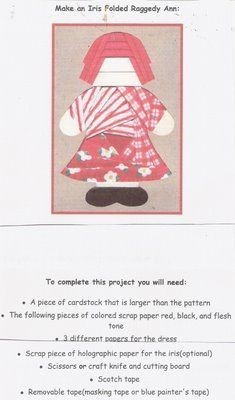 Make an Iris Folded Raggedy Ann:
To complete this project you will need:
• A piece of cardstock that is larger than the pattern
• The following pieces of colored scrap paper red, black, and flesh
tone
• 3 different papers for the dress
• Scrap piece of holographic paper for the iris(optional)
• Scissors or craft knife and cutting board
• Scotch tape
• Removable tape(masking tape or blue painter's tape)